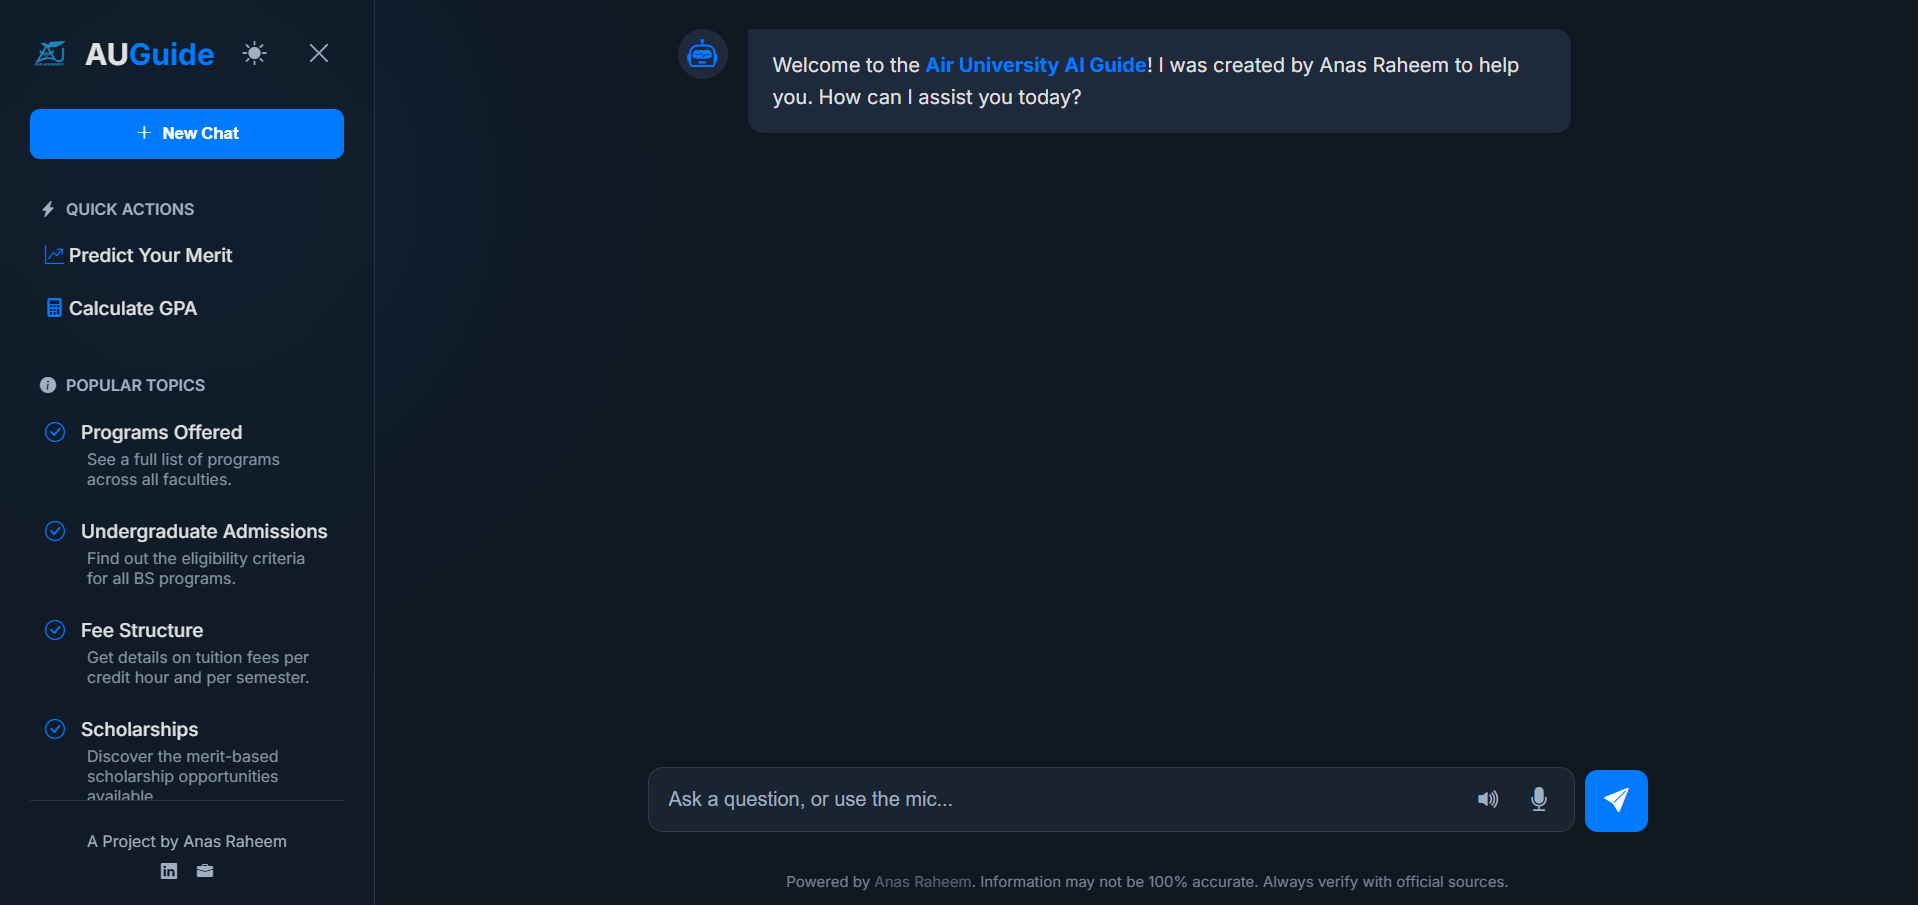 AUGuide
New Chat
QUICK ACTIONS
Predict Your Merit
Calculate GPA
POPULAR TOPICS
Programs Offered
See a full list of programs
across all faculties.
Undergraduate Admissions
Find out the eligibility criteria
for all BS programs.
Fee Structure
Get details on tuition fees per
credit hour and per semester.
Scholarships
Discover the merit-based
scholarship opportunities
available
A Project by Anas Raheem
Welcome to the Air University AI Guide! I was created by Anas Raheem to help
you. How can I assist you today?
Ask a question, or use the mic...
Powered by Anas Raheem. Information may not be 100% accurate. Always verify with official sources.